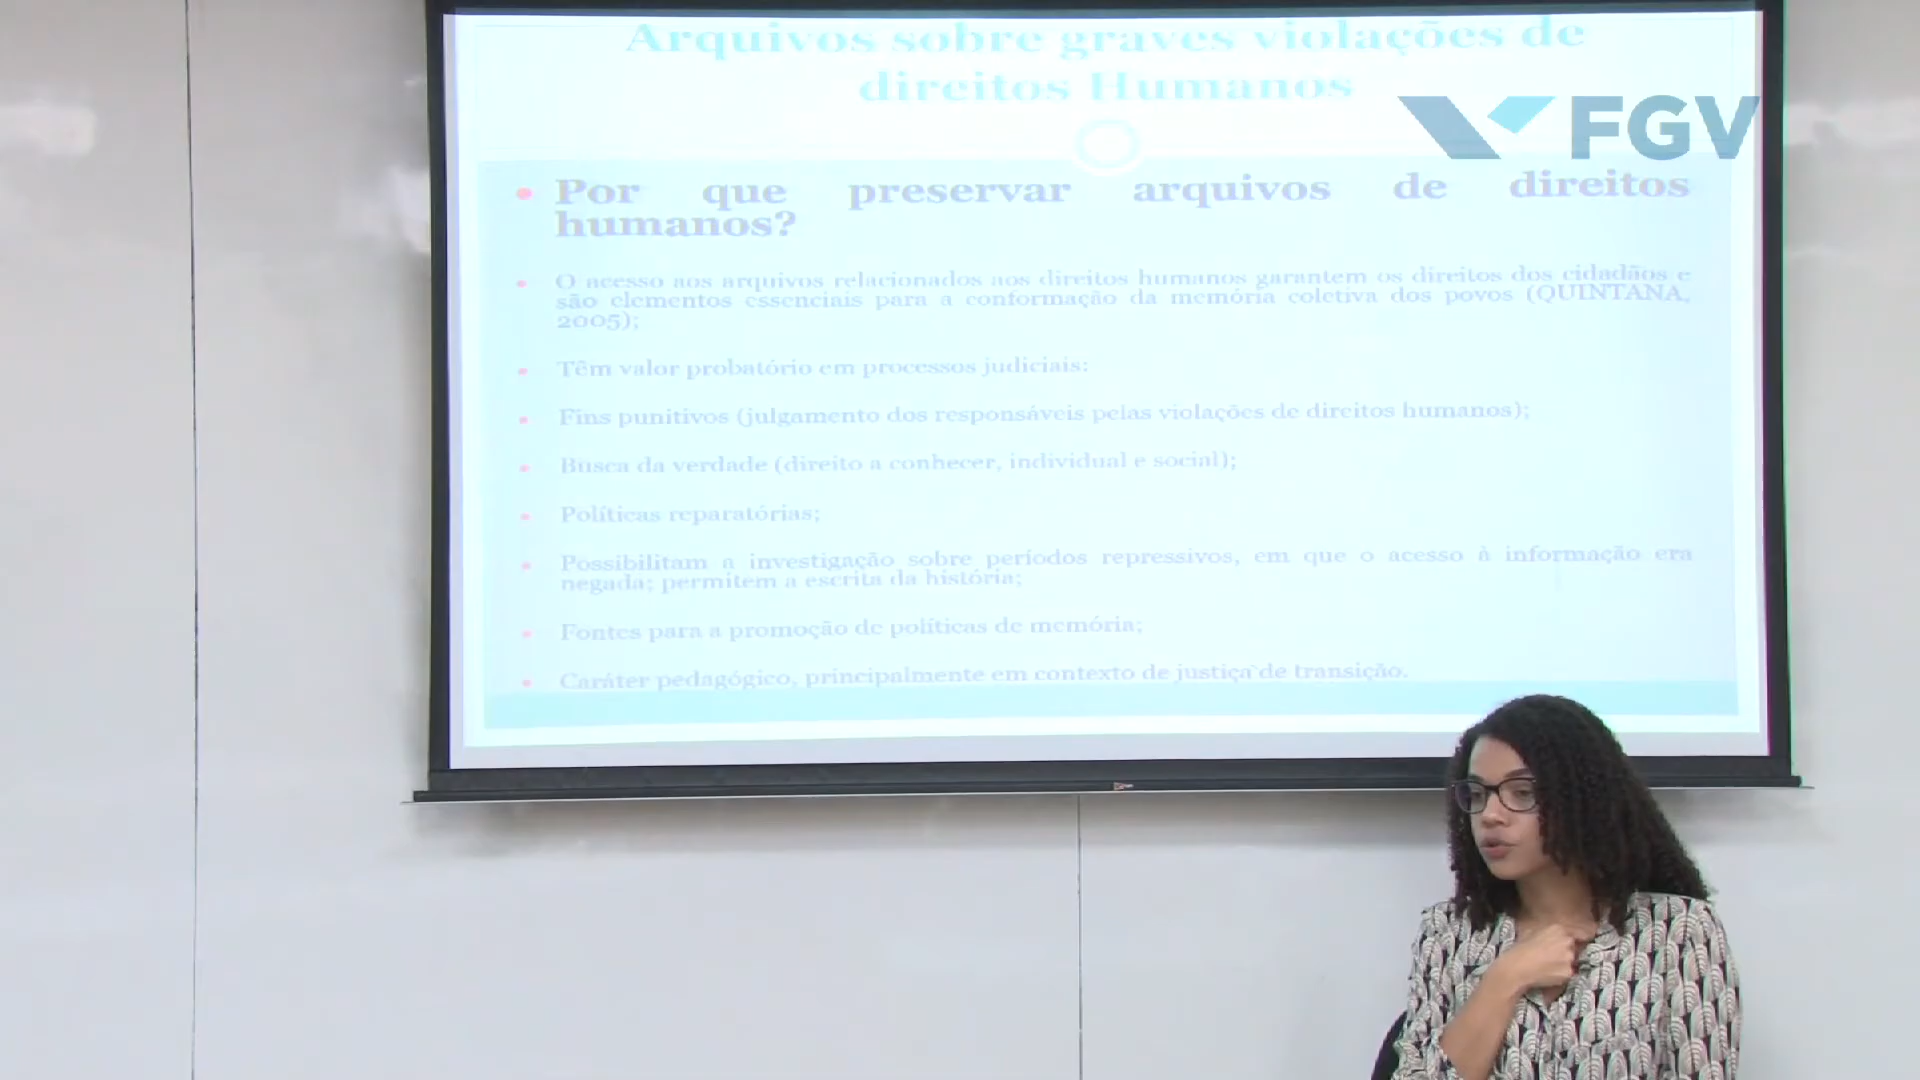 Arquivos sobre graves violações de
direitos Humanos
FGV
Por que preservar arquivos de direitos
humanos?
O acesso aos arquivos relacionados aos direitos humanos garantem os direitos dos cidadãos e
são elementos essenciais para a conformação da memória coletiva dos povos (QUINTANA,
2005);
Têm valor probatório em processos judiciais:
Fins punitivos (julgamento dos responsáveis pelas violações de direitos humanos);
Busca da verdade (direito a conhecer, individual e social);
Políticas reparatórias;
Possibilitam a investigação sobre períodos repressivos, em que o acesso à informação era
negada; permitem a escrita da história;
Fontes para a promoção de políticas de memória;
Caráter pedagógico, principalmente em contexto de justiça de transição.